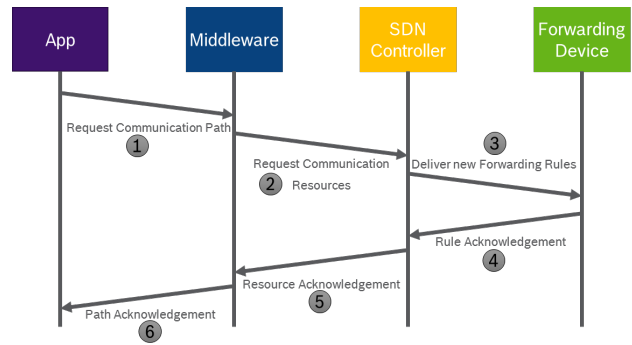 App
Middleware
SDN
Controller
Forwarding
Device
Request Communication Path
1
Request Communication
2 Resources
3
Deliver new Forwarding Rules
Rule Acknowledgement
4
Resource Acknowledgement
5
Path Acknowledgement
6